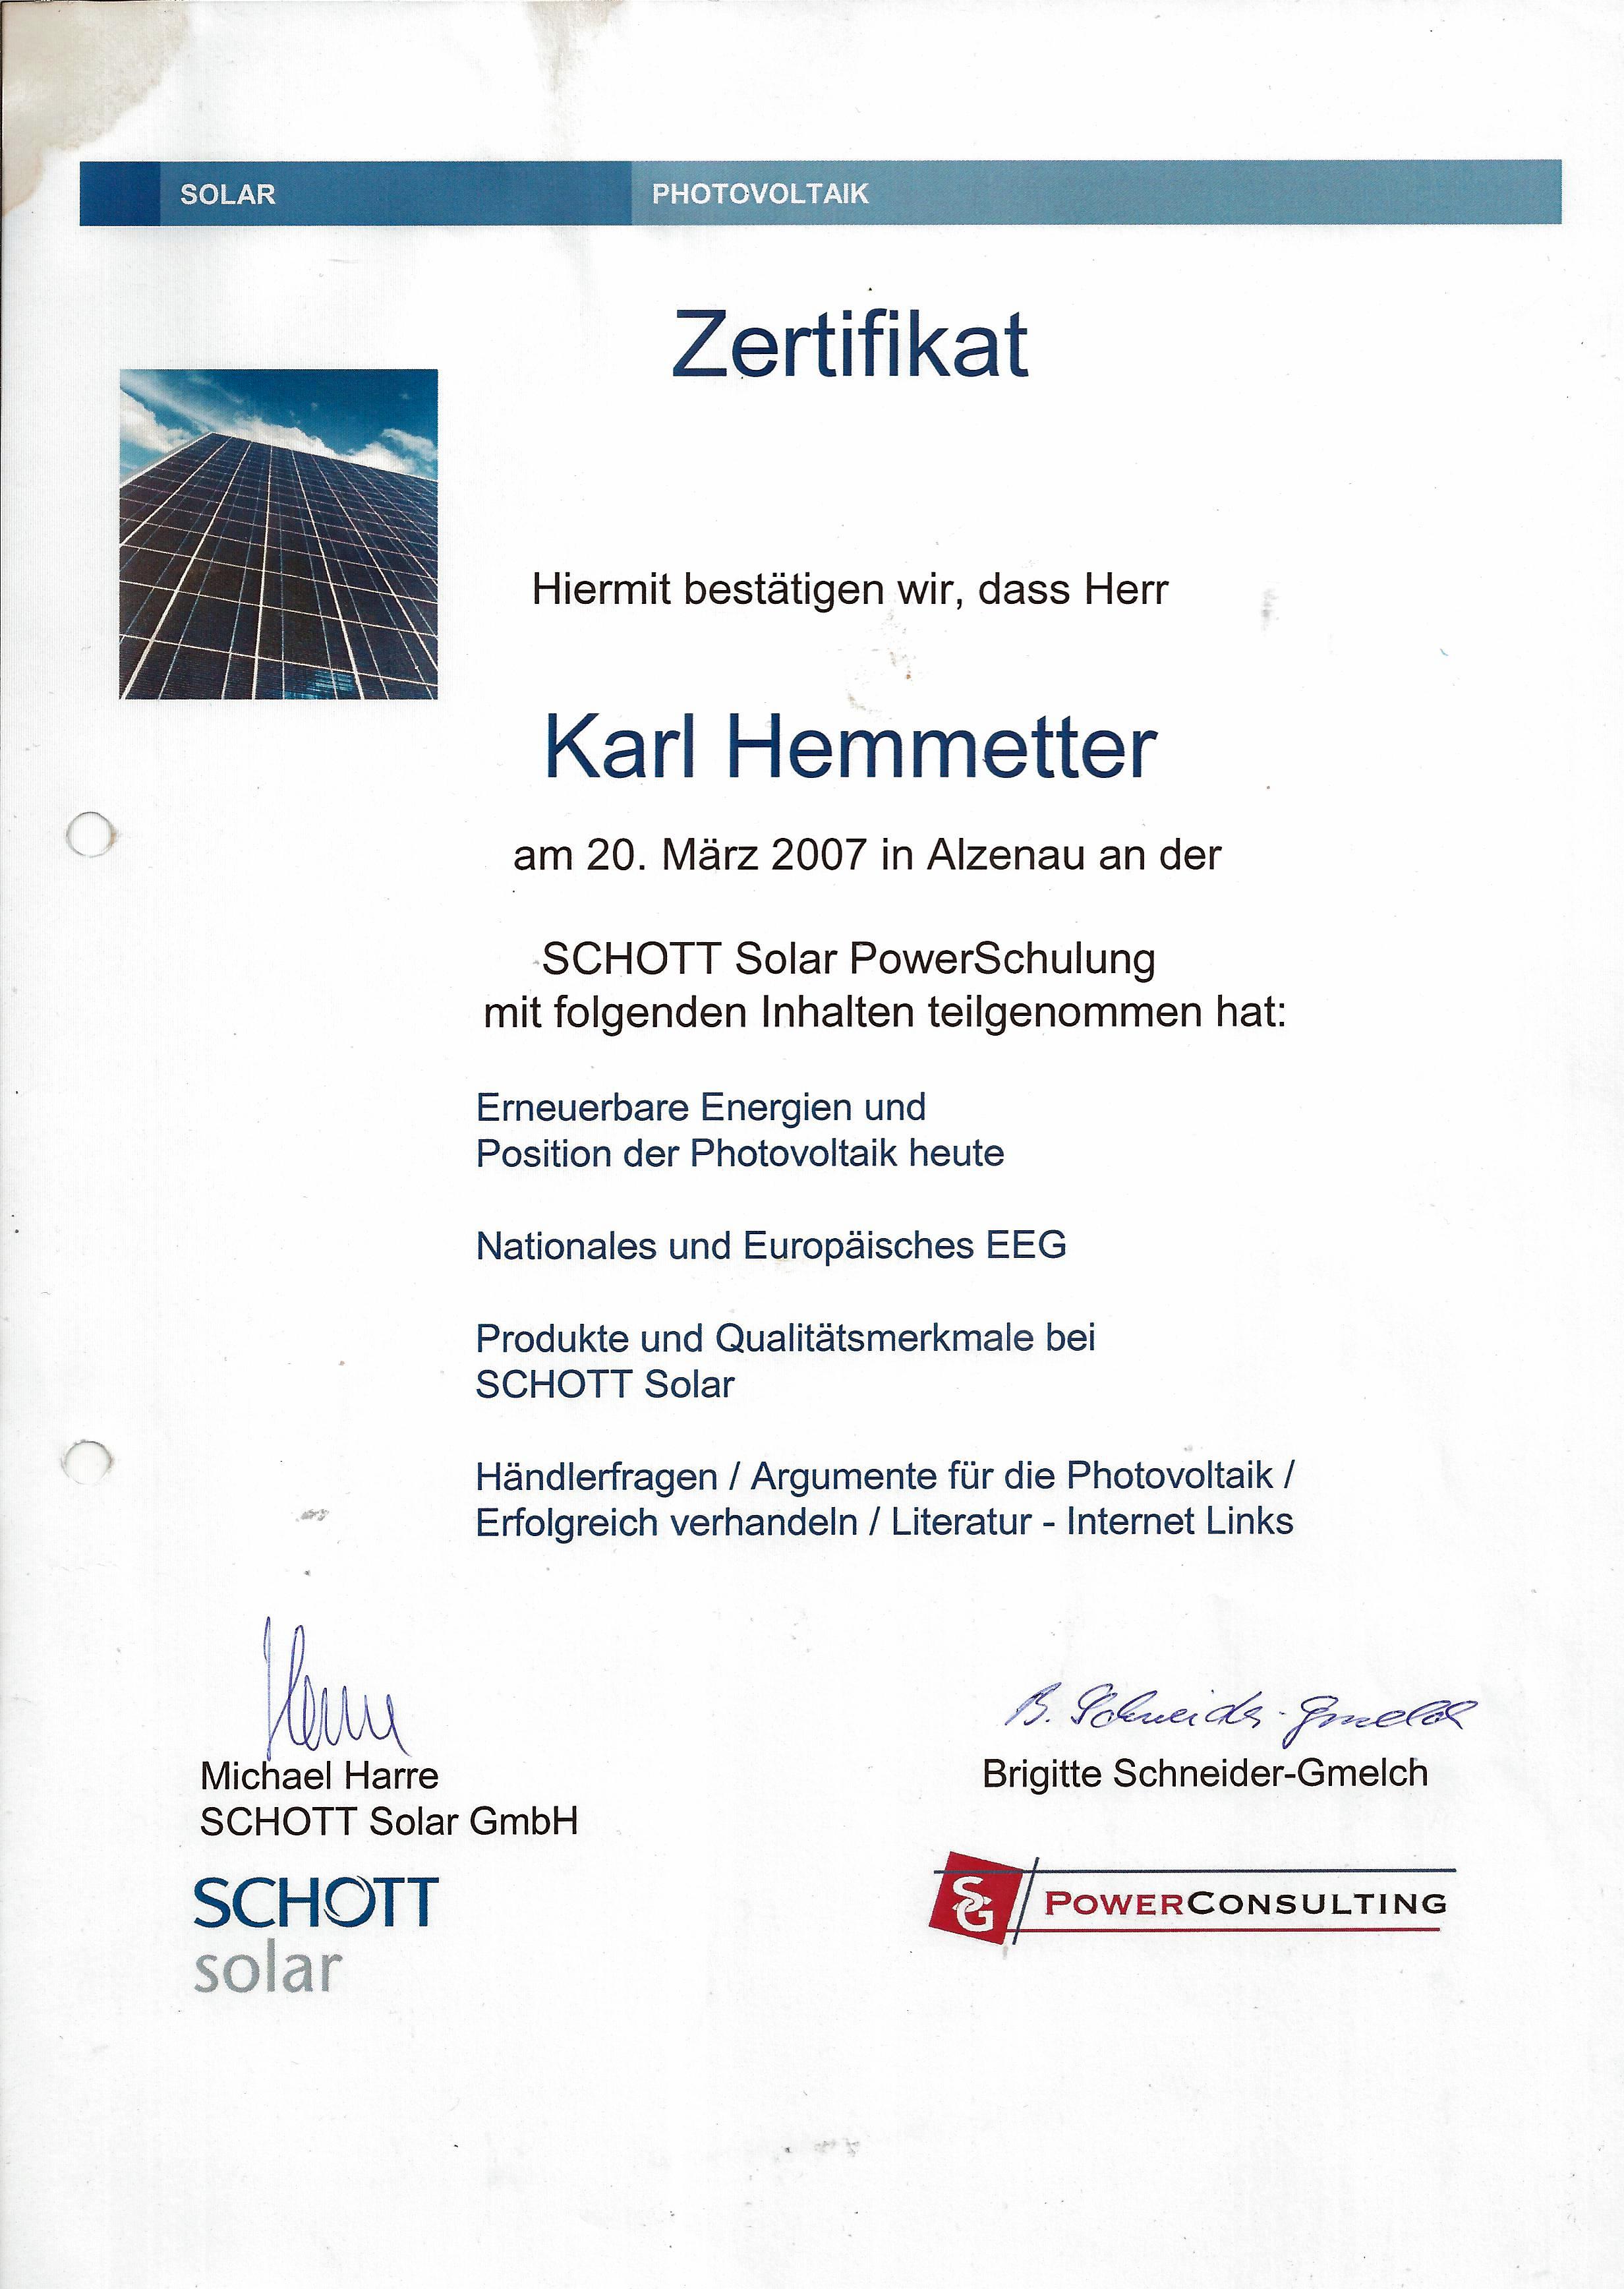 SOLAR PHOTOVOLTAIK
Zertifikat
Hiermit bestätigen wir, dass Herr
Karl Hemmetter
am 20. März 2007 in Alzenau an der
SCHOTT Solar PowerSchulung
mit folgenden Inhalten teilgenommen hat:
Erneuerbare Energien und
Position der Photovoltaik heute
Nationales und Europäisches EEG
Produkte und Qualitätsmerkmale bei
SCHOTT Solar
Händlerfragen / Argumente für die Photovoltaik /
Erfolgreich verhandeln / Literatur - Internet Links
Harre
B. Schneider-Gmelch
Michael Harre
Brigitte Schneider-Gmelch
SCHOTT Solar GmbH
SCHOTT
solar
SG POWERCONSULTING